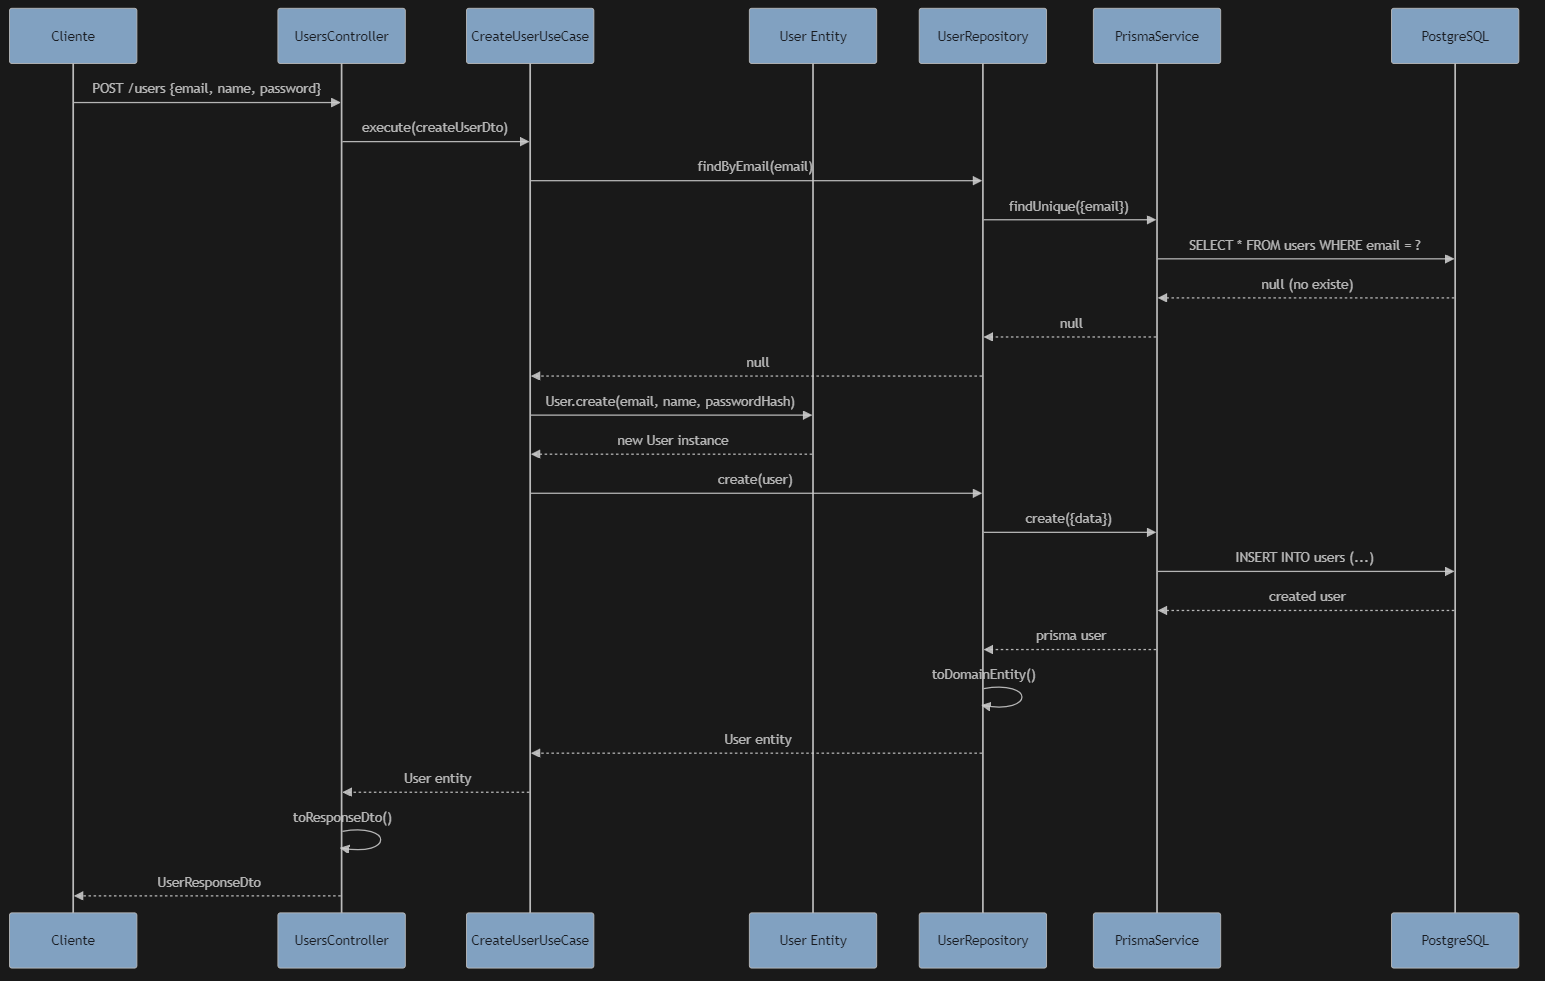 Cliente
UsersController
CreateUserUseCase
User Entity
UserRepository
PrismaService
PostgreSQL
POST /users {email, name, password}
execute(createUserDto)
findByEmail(email)
findUnique({email})
SELECT * FROM users WHERE email = ?
null (no existe)
null
null
User.create(email, name, passwordHash)
new User instance
create(user)
create({data})
INSERT INTO users (...)
created user
prisma user
toDomainEntity()
User entity
User entity
toResponseDto()
UserResponseDto
Cliente
UsersController
CreateUserUseCase
User Entity
UserRepository
PrismaService
PostgreSQL